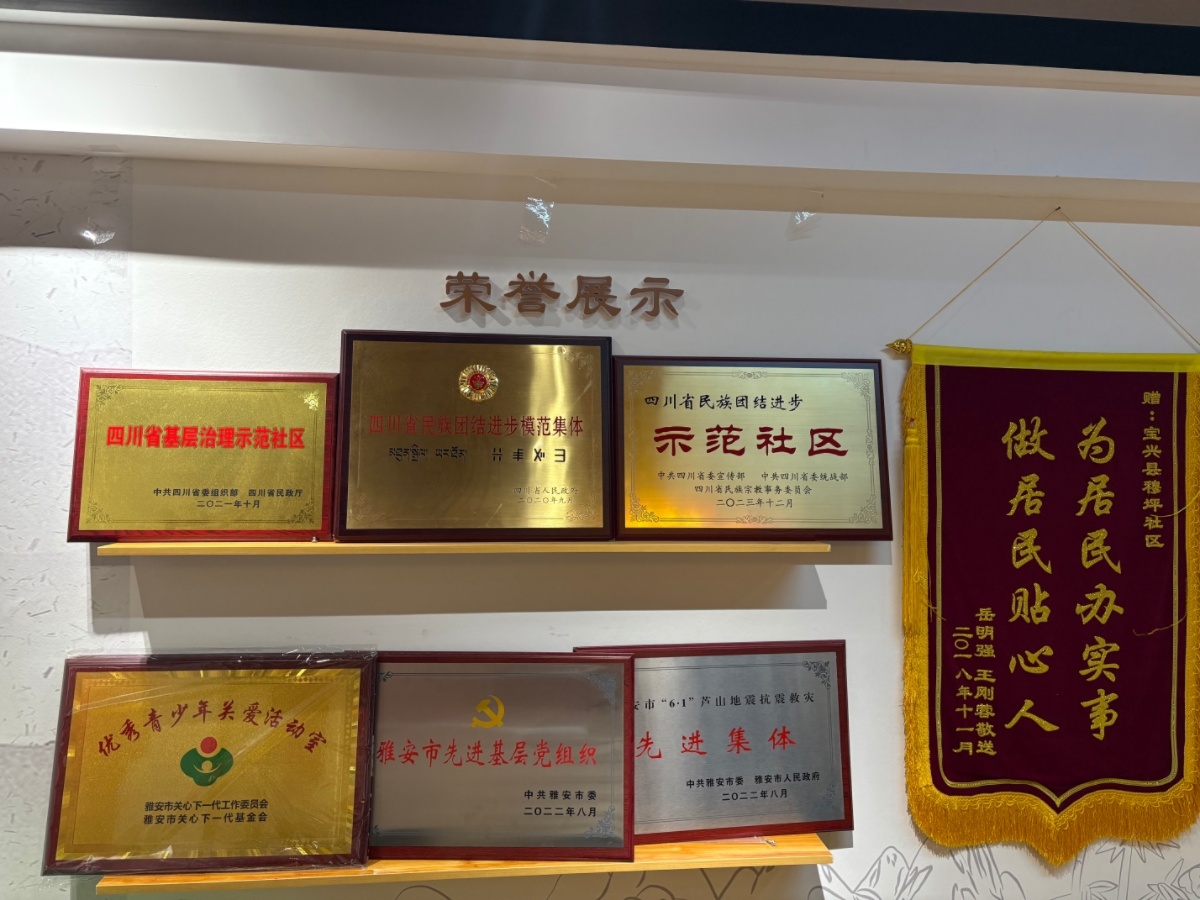 荣誉展示
四川省基层治理示范社区
中共四川省委组织部 四川省民政厅
二〇二一年十月
四川省民族团结进步模范集体
四川省人民政府
二〇二〇年九月
四川省民族团结进步
示范社区
中共四川省委宣传部 中共四川省委统战部
四川省民族宗教事务委员会
二〇二三年十二月
优秀青少年关爱活动室
雅安市关心下一代工作委员会
雅安市关心下一代基金会
雅安市先进基层党组织
中共雅安市委
二〇二二年八月
安市“6·1”芦山地震抗震救灾
先进集体
中共雅安市委 雅安市人民政府
二〇二二年八月
赠：宝兴县穆坪社区
为居民办实事
做居民贴心人
岳明强 王刚蓉敬送
二〇一八年十一月